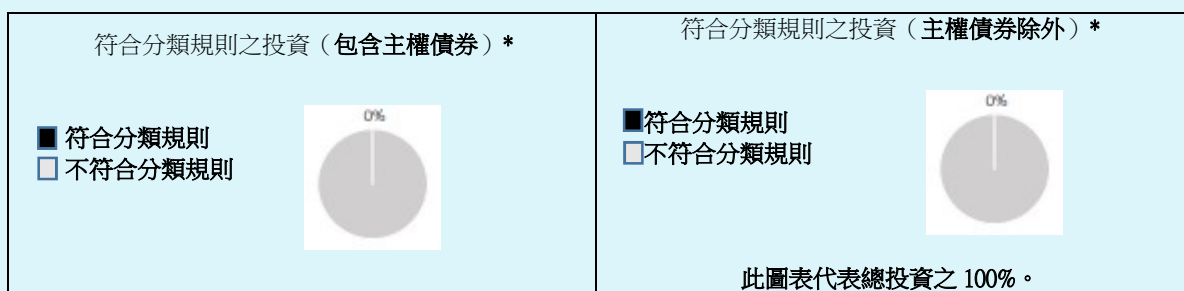 符合分類規則之投資（包含主權債券）*
■ 符合分類規則
□ 不符合分類規則
0%
符合分類規則之投資（主權債券除外）*
■符合分類規則
□不符合分類規則
0%
此圖表代表總投資之 100%。